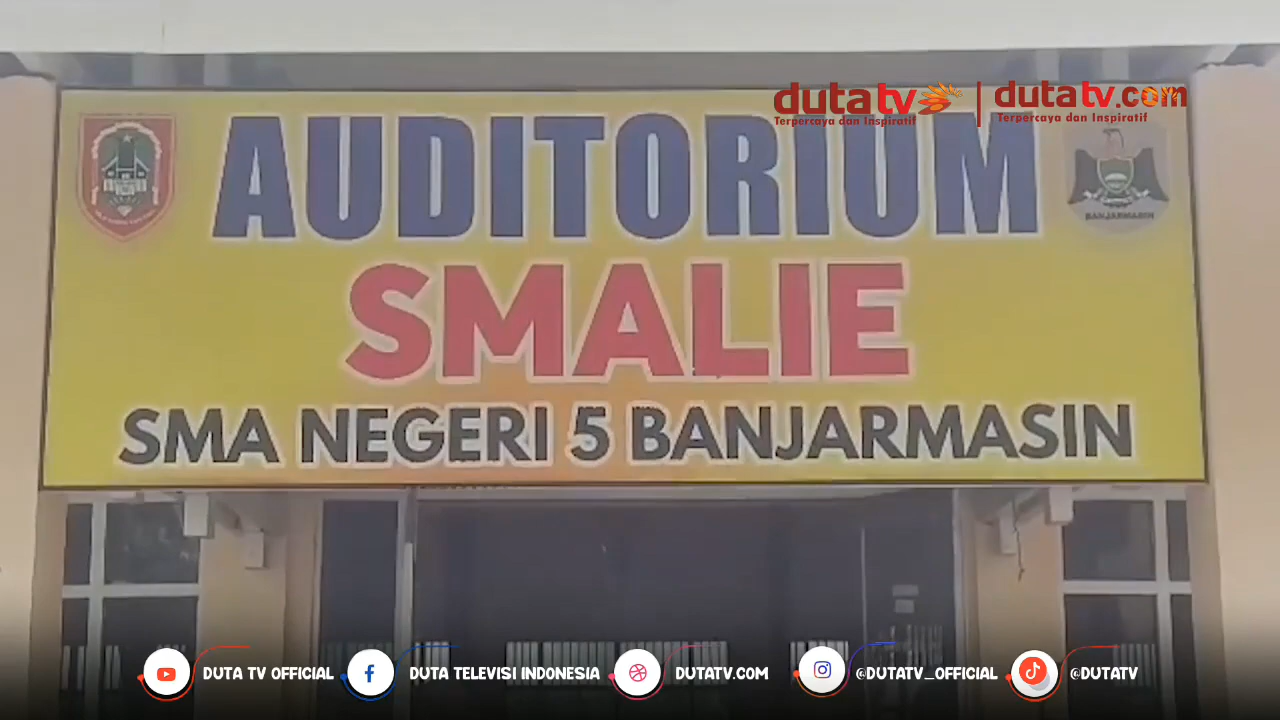 dutatv | dutatv.com
Terpercaya dan Inspiratif Terpercaya dan Inspiratif
AUDITORIUM
BANJARMASIN
SMALIE
SMA NEGERI 5 BANJARMASIN
DUTA TV OFFICIAL DUTA TELEVISI INDONESIA DUTATV.COM @DUTATV_OFFICIAL @DUTATV